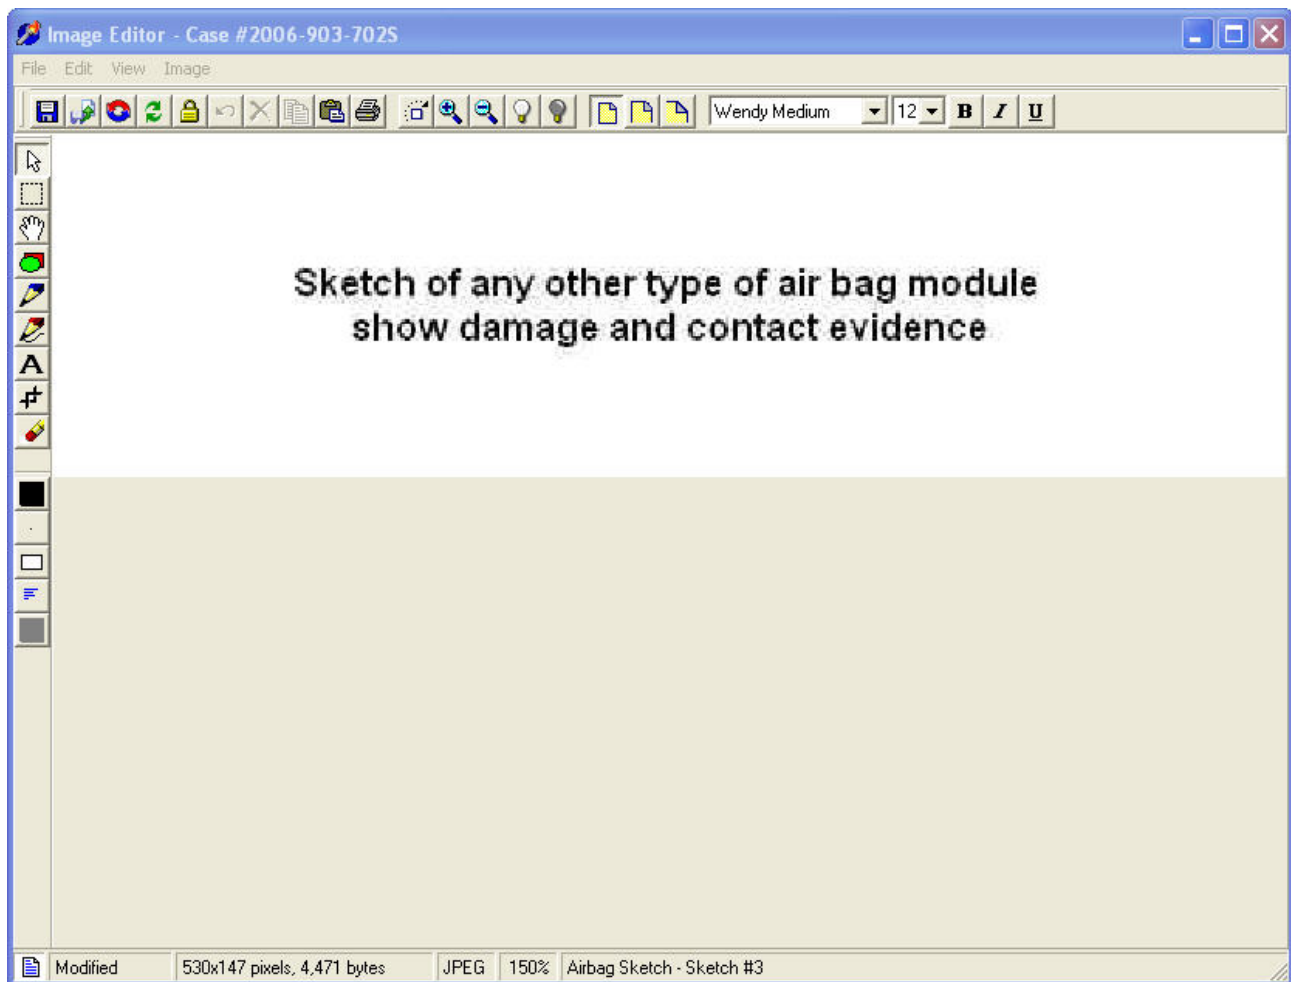 Image Editor - Case #2006-903-702S
File Edit View Image
Wendy Medium 12 B I U
A
Sketch of any other type of air bag module
show damage and contact evidence
Modified 530x147 pixels, 4,471 bytes JPEG 150% Airbag Sketch - Sketch #3